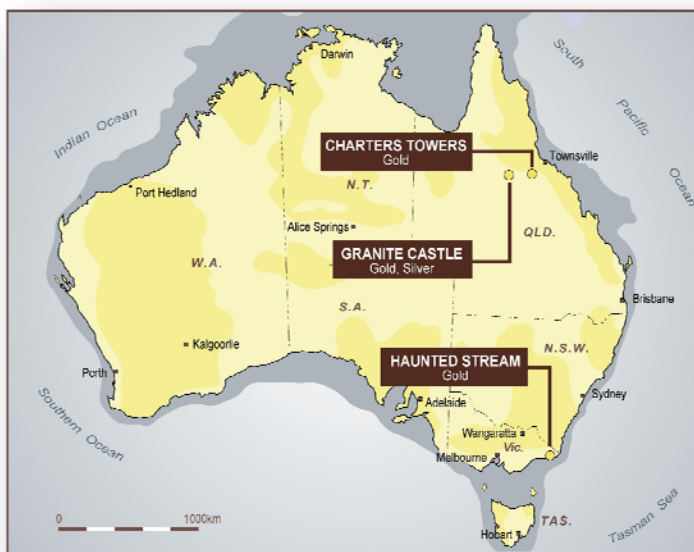 Darwin
South
Pacific
Ocean
Indian Ocean
CHARTERS TOWERS
Gold
Townsville
N.T.
Port Hedland
Alice Springs
QLD.
GRANITE CASTLE
Gold, Silver
W.A.
S.A.
Brisbane
Kalgoorlie
N.S.W.
HAUNTED STREAM
Gold
Perth
Adelaide
Sydney
Southern Ocean
Wangaratta
Vic.
Melbourne
0
1000km
TAS.
Hobart
Tasman Sea